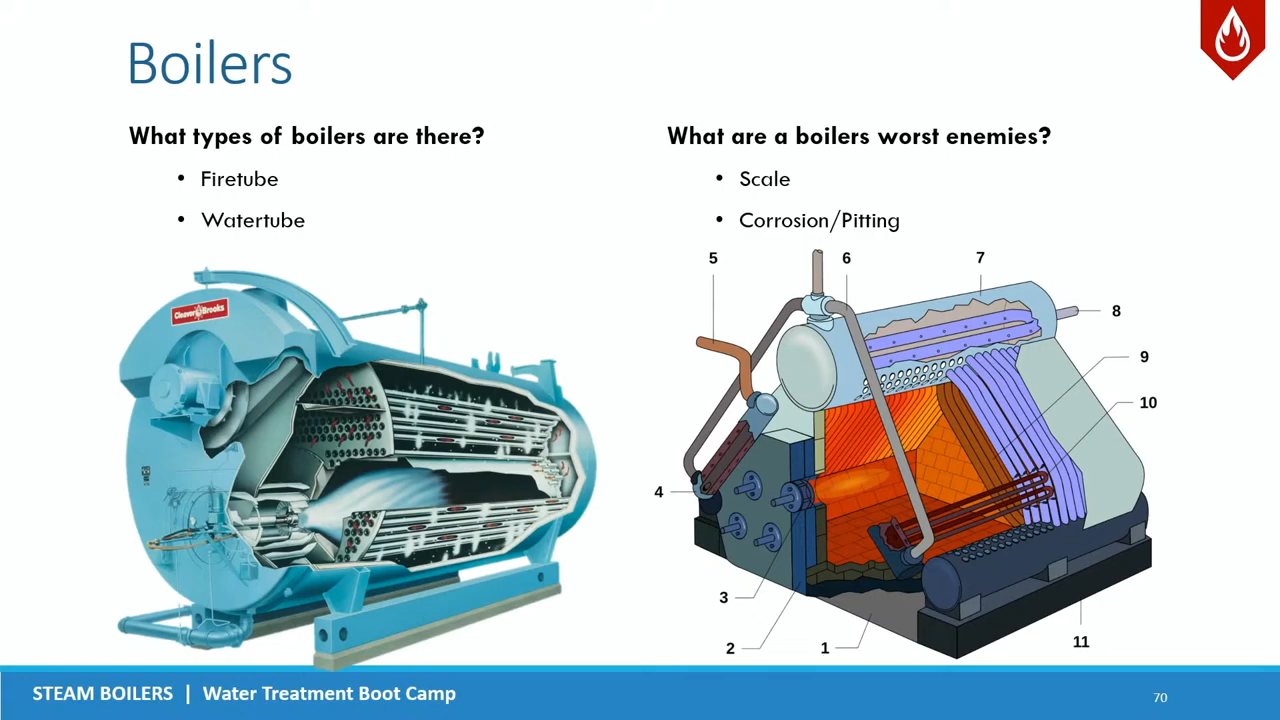 Boilers
What types of boilers are there?
• Firetube
• Watertube
What are a boilers worst enemies?
• Scale
• Corrosion/Pitting
Cleaver Brooks
5
6
7
8
9
10
4
3
2
1
11
STEAM BOILERS | Water Treatment Boot Camp
70